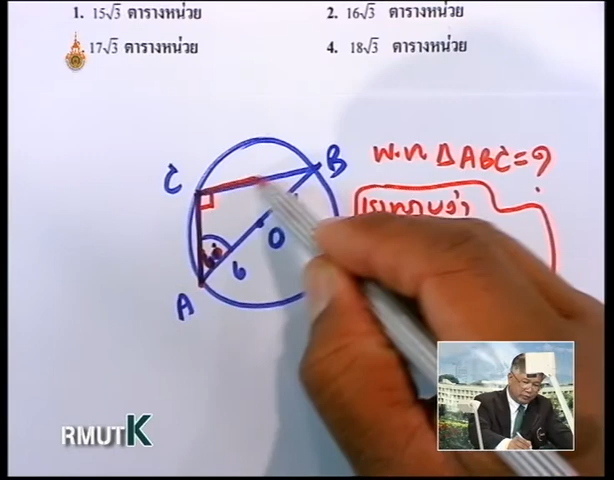 1. 15√3 ตารางหน่วย 2. 16√3 ตารางหน่วย
17√3 ตารางหน่วย 4. 18√3 ตารางหน่วย
C B พ.ท. ΔABC = ?
O
60° 6
A
RMUTK